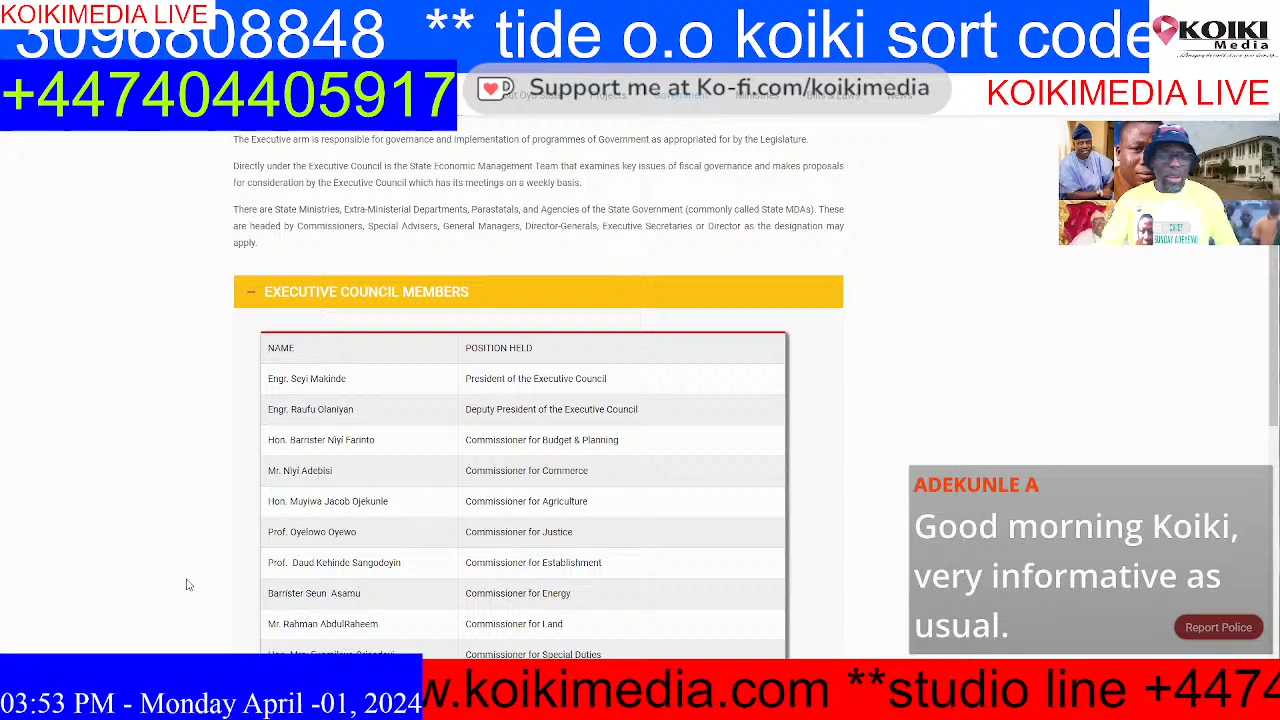 KOIKIMEDIA LIVE
3096808848 ** tide o.o koiki sort code
KOIKI
Media
+447404405917
Support me at Ko-fi.com/koikimedia
KOIKIMEDIA LIVE
The Executive arm is responsible for governance and Implementation of programmes of Government as appropriated for by the Legislature.
Directly under the Executive Council is the State Economic Management Team that examines key issues of fiscal governance and makes proposals
for consideration by the Executive Council which has its meetings on a weekly basis.
There are State Ministries, Extra-Ministerial Departments, Parastatals, and Agencies of the State Government (commonly called State MDAs). These
are headed by Commissioners, Special Advisers, General Managers, Director-Generals, Executive Secretaries or Director as the designation may
apply.
CHIEF
SUNDAY ADEYEMO
− EXECUTIVE COUNCIL MEMBERS
NAME POSITION HELD
Engr. Seyi Makinde President of the Executive Council
Engr. Raufu Olaniyan Deputy President of the Executive Council
Hon. Barrister Niyi Farinto Commissioner for Budget & Planning
Mr. Niyi Adebisi Commissioner for Commerce
Hon. Muyiwa Jacob Ojekunle Commissioner for Agriculture
Prof. Oyelowo Oyewo Commissioner for Justice
Prof. Daud Kehinde Sangodoyin Commissioner for Establishment
Barrister Seun Asamu Commissioner for Energy
Mr. Rahman AbdulRaheem Commissioner for Land
Commissioner for Special Duties
ADEKUNLE A
Good morning Koiki,
very informative as
usual.
Report Police
03:53 PM - Monday April -01, 2024
w.koikimedia.com **studio line +4474